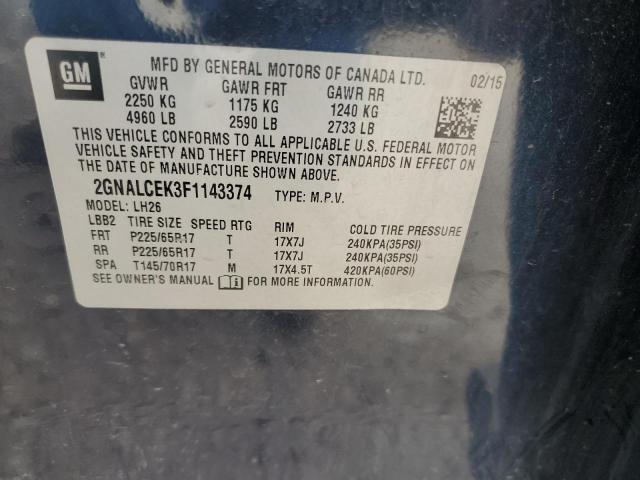 GM
MFD BY GENERAL MOTORS OF CANADA LTD. 02/15
GVWR GAWR FRT GAWR RR
2250 KG 1175 KG 1240 KG
4960 LB 2590 LB 2733 LB
THIS VEHICLE CONFORMS TO ALL APPLICABLE U.S. FEDERAL MOTOR
VEHICLE SAFETY AND THEFT PREVENTION STANDARDS IN EFFECT ON
THE DATE OF MANUFACTURE SHOWN ABOVE.
2GNALCEK3F1143374 TYPE: M.P.V.
MODEL: LH26
LBB2 TIRE SIZE SPEED RTG RIM COLD TIRE PRESSURE
FRT P225/65R17 T 17X7J 240KPA(35PSI)
RR P225/65R17 T 17X7J 240KPA(35PSI)
SPA T145/70R17 M 17X4.5T 420KPA(60PSI)
SEE OWNER'S MANUAL FOR MORE INFORMATION.